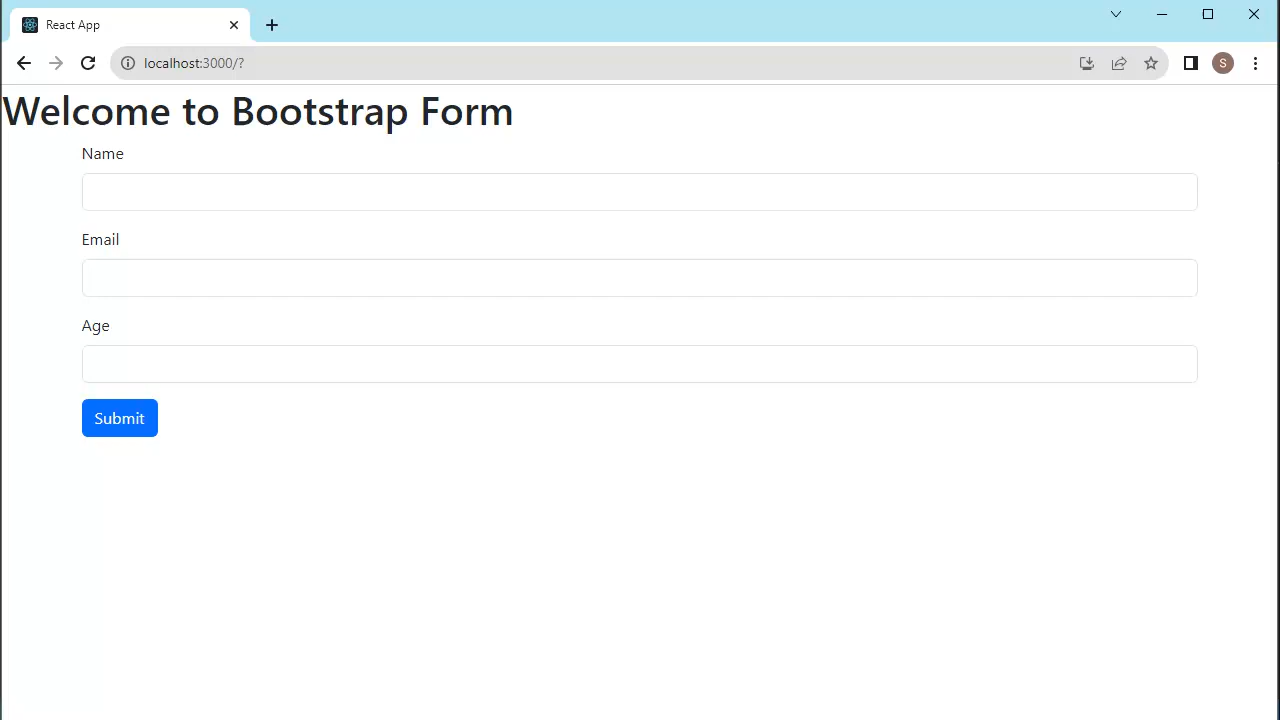 React App
localhost:3000/?
S
Welcome to Bootstrap Form
Name
Email
Age
Submit